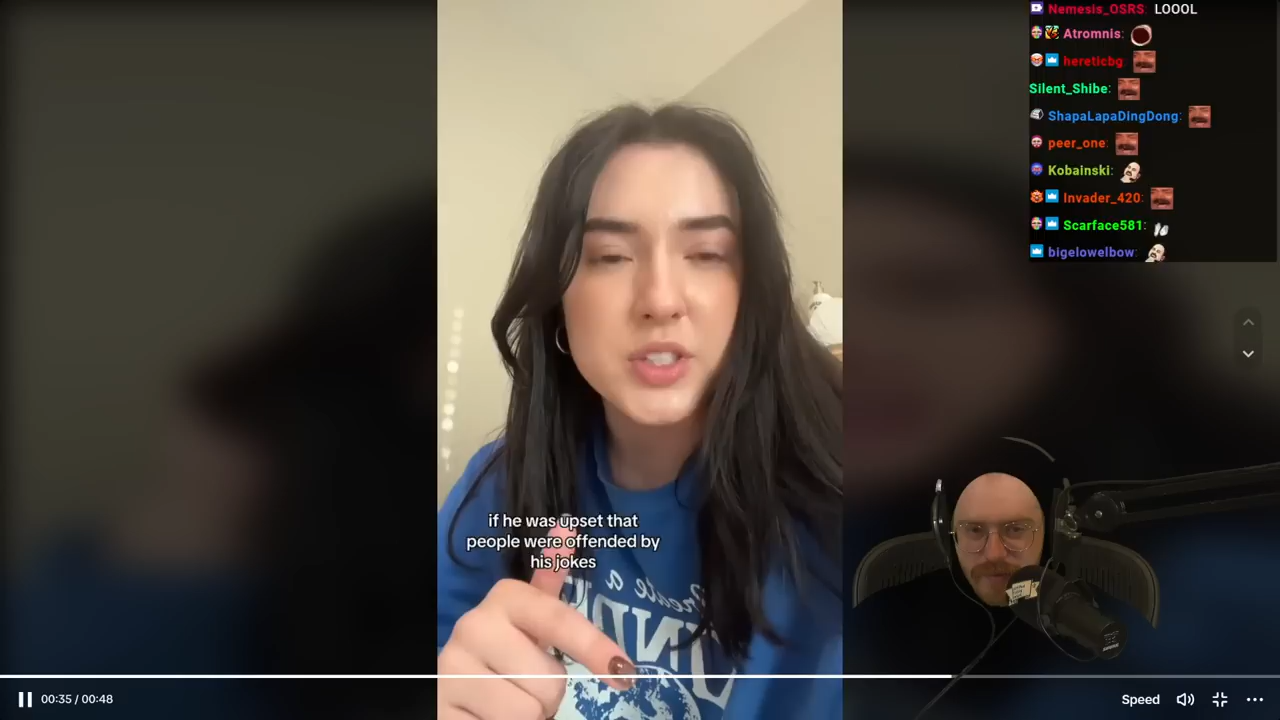 Nemesis_OSRS: LOOOL
Atromnis:
hereticbg
Silent_Shibe:
ShapaLapaDingDong:
peer_one:
Kobainski:
Invader_420:
Scarface581:
bigelowelbow:
if he was upset that
people were offended by
his jokes
Create a
00:35 / 00:48
Speed